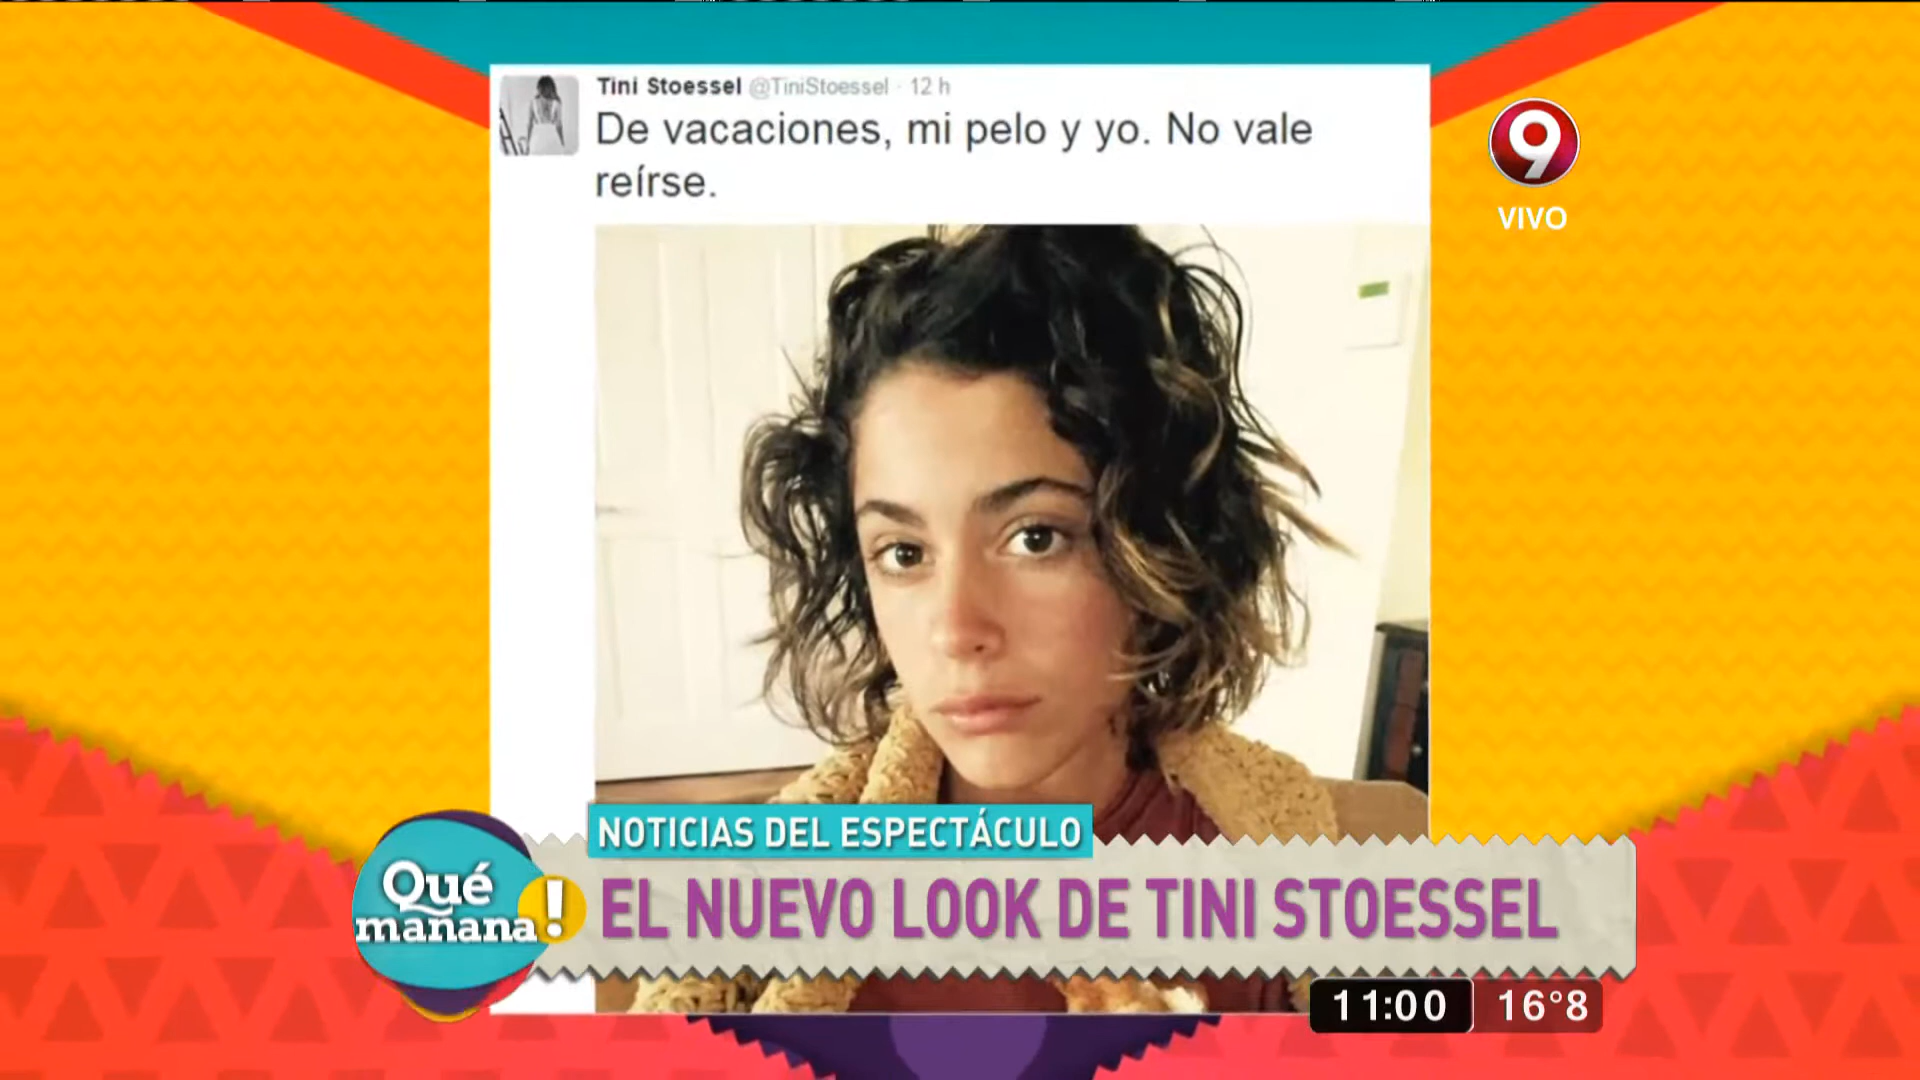 Tini Stoessel @TiniStoessel · 12 h
De vacaciones, mi pelo y yo. No vale
reírse.
9
VIVO
NOTICIAS DEL ESPECTÁCULO
Qué
mañana!
EL NUEVO LOOK DE TINI STOESSEL
11:00 16°8